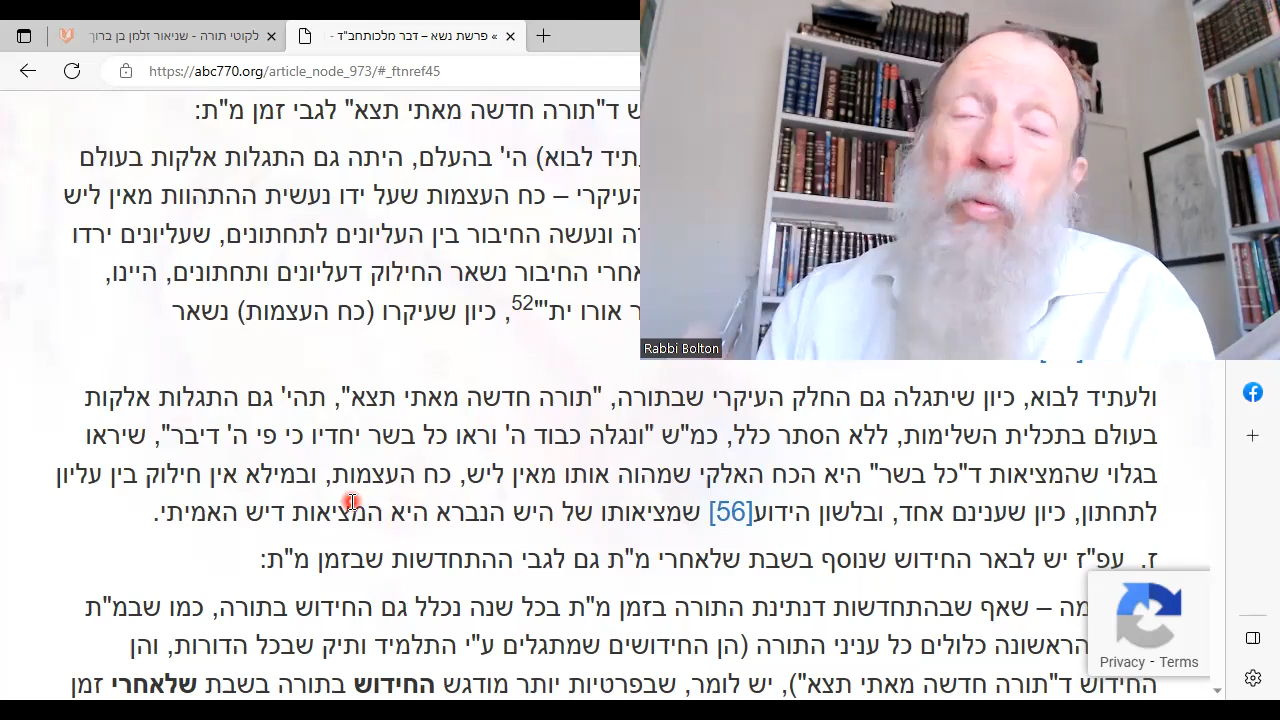 לקוטי תורה - שניאור זלמן בן ברוך
» פרשת נשא – דבר מלכותחב"ד -
https://abc770.org/article_node_973/#_ftnref45
ש ד"תורה חדשה מאתי תצא" לגבי זמן מ"ת:
תיד לבוא) הי' בהעלם, היתה גם התגלות אלקות בעולם
העיקרי – כח העצמות שעל ידו נעשית ההתהוות מאין ליש
ה ונעשה החיבור בין העליונים לתחתונים, שעליונים ירדו
אחרי החיבור נשאר החילוק דעליונים ותחתונים, היינו,
ר אורו ית'"52, כיון שעיקרו (כח העצמות) נשאר
Rabbi Bolton
ולעתיד לבוא, כיון שיתגלה גם החלק העיקרי שבתורה, "תורה חדשה מאתי תצא", תהי' גם התגלות אלקות
בעולם בתכלית השלימות, ללא הסתר כלל, כמ"ש "ונגלה כבוד ה' וראו כל בשר יחדיו כי פי ה' דיבר", שיראו
בגלוי שהמציאות ד"כל בשר" היא הכח האלקי שמהוה אותו מאין ליש, כח העצמות, ובמילא אין חילוק בין עליון
לתחתון, כיון שענינם אחד, ובלשון הידוע[56] שמציאותו של היש הנברא היא המציאות דיש האמיתי.
ז. עפ"ז יש לבאר החידוש שנוסף בשבת שלאחרי מ"ת גם לגבי ההתחדשות שבזמן מ"ת:
מה – שאף שבהתחדשות דנתינת התורה בזמן מ"ת בכל שנה נכלל גם החידוש בתורה, כמו שבמ"ת
הראשונה כלולים כל עניני התורה (הן החידושים שמתגלים ע"י התלמיד ותיק שבכל הדורות, והן
החידוש ד"תורה חדשה מאתי תצא"), יש לומר, שבפרטיות יותר מודגש החידוש בתורה בשבת שלאחרי זמן
Privacy - Terms